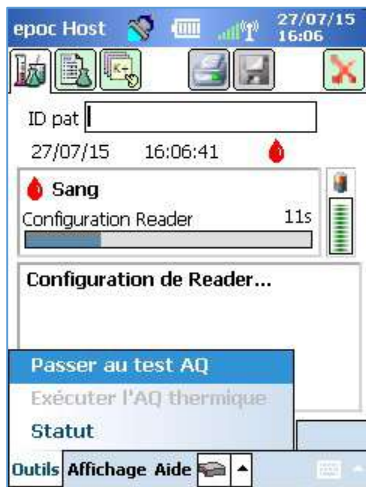 epoc Host 27/07/15
16:06
K+
ID pat
27/07/15 16:06:41
Sang
Configuration Reader 11s
Configuration de Reader...
Passer au test AQ
Exécuter l'AQ thermique
Statut
Outils Affichage Aide